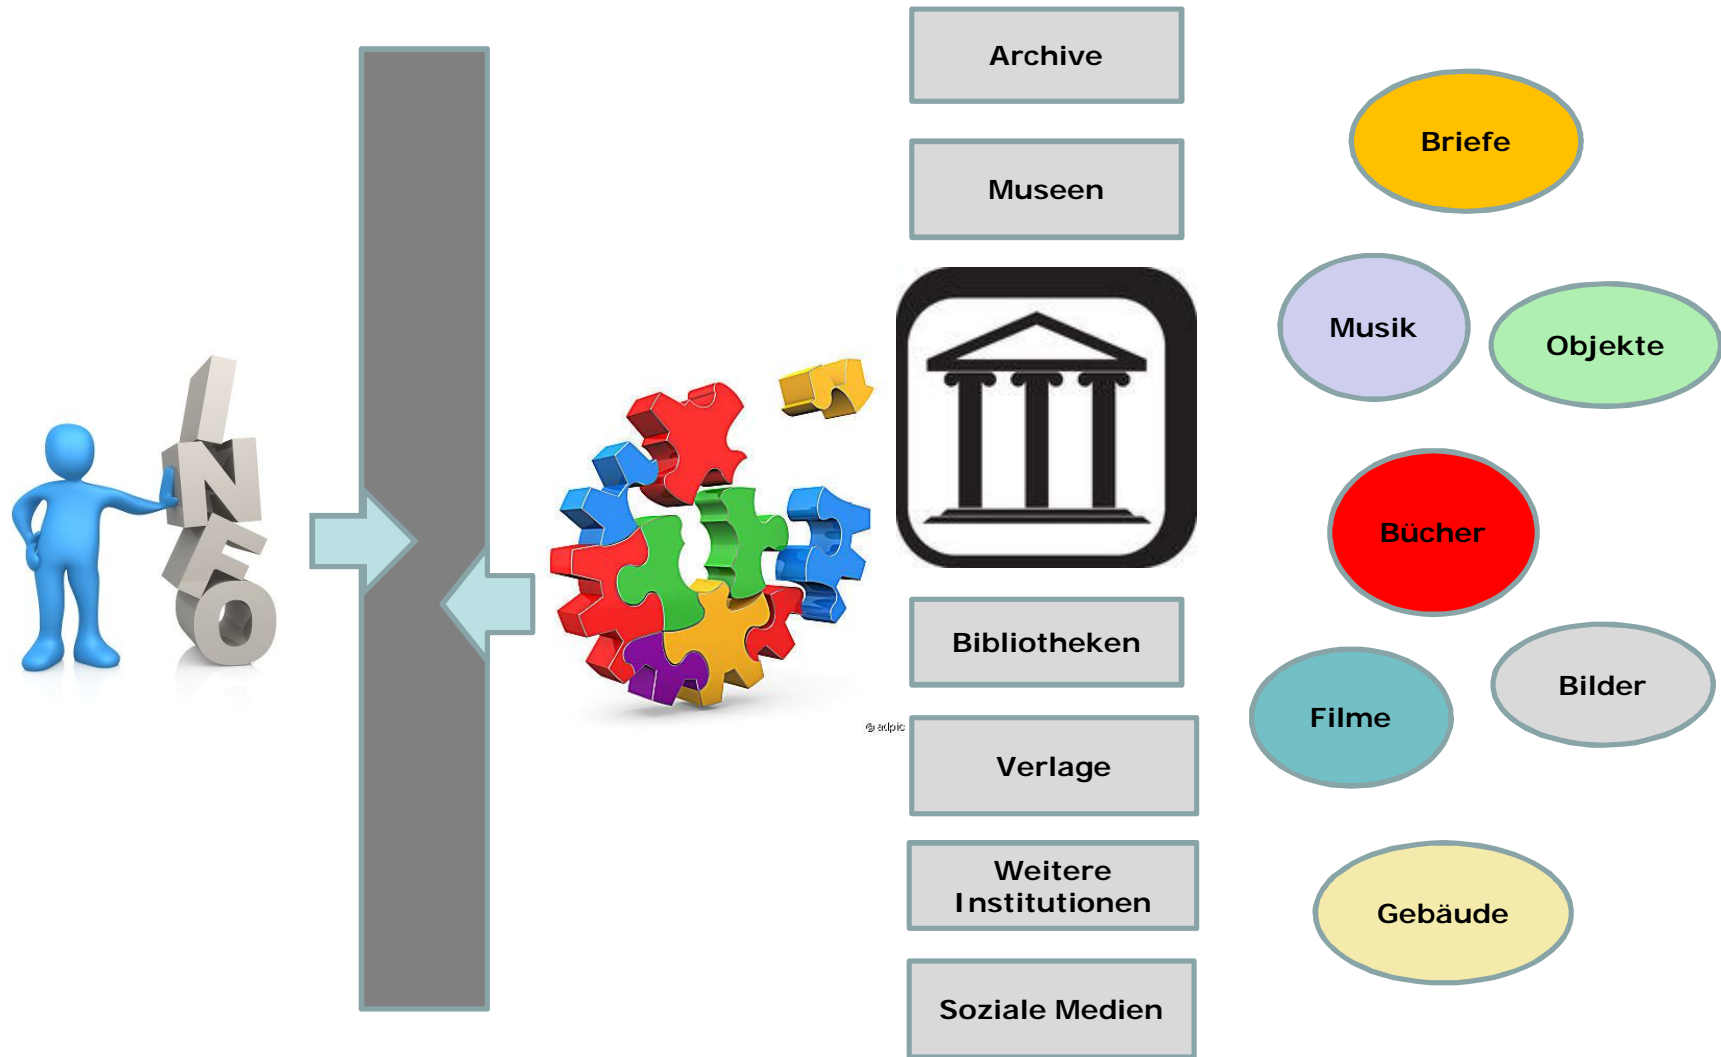 INFO
Archive
Museen
Bibliotheken
Verlage
Weitere
Institutionen
Soziale Medien
Briefe
Musik
Objekte
Bücher
Filme
Bilder
Gebäude
© adpic